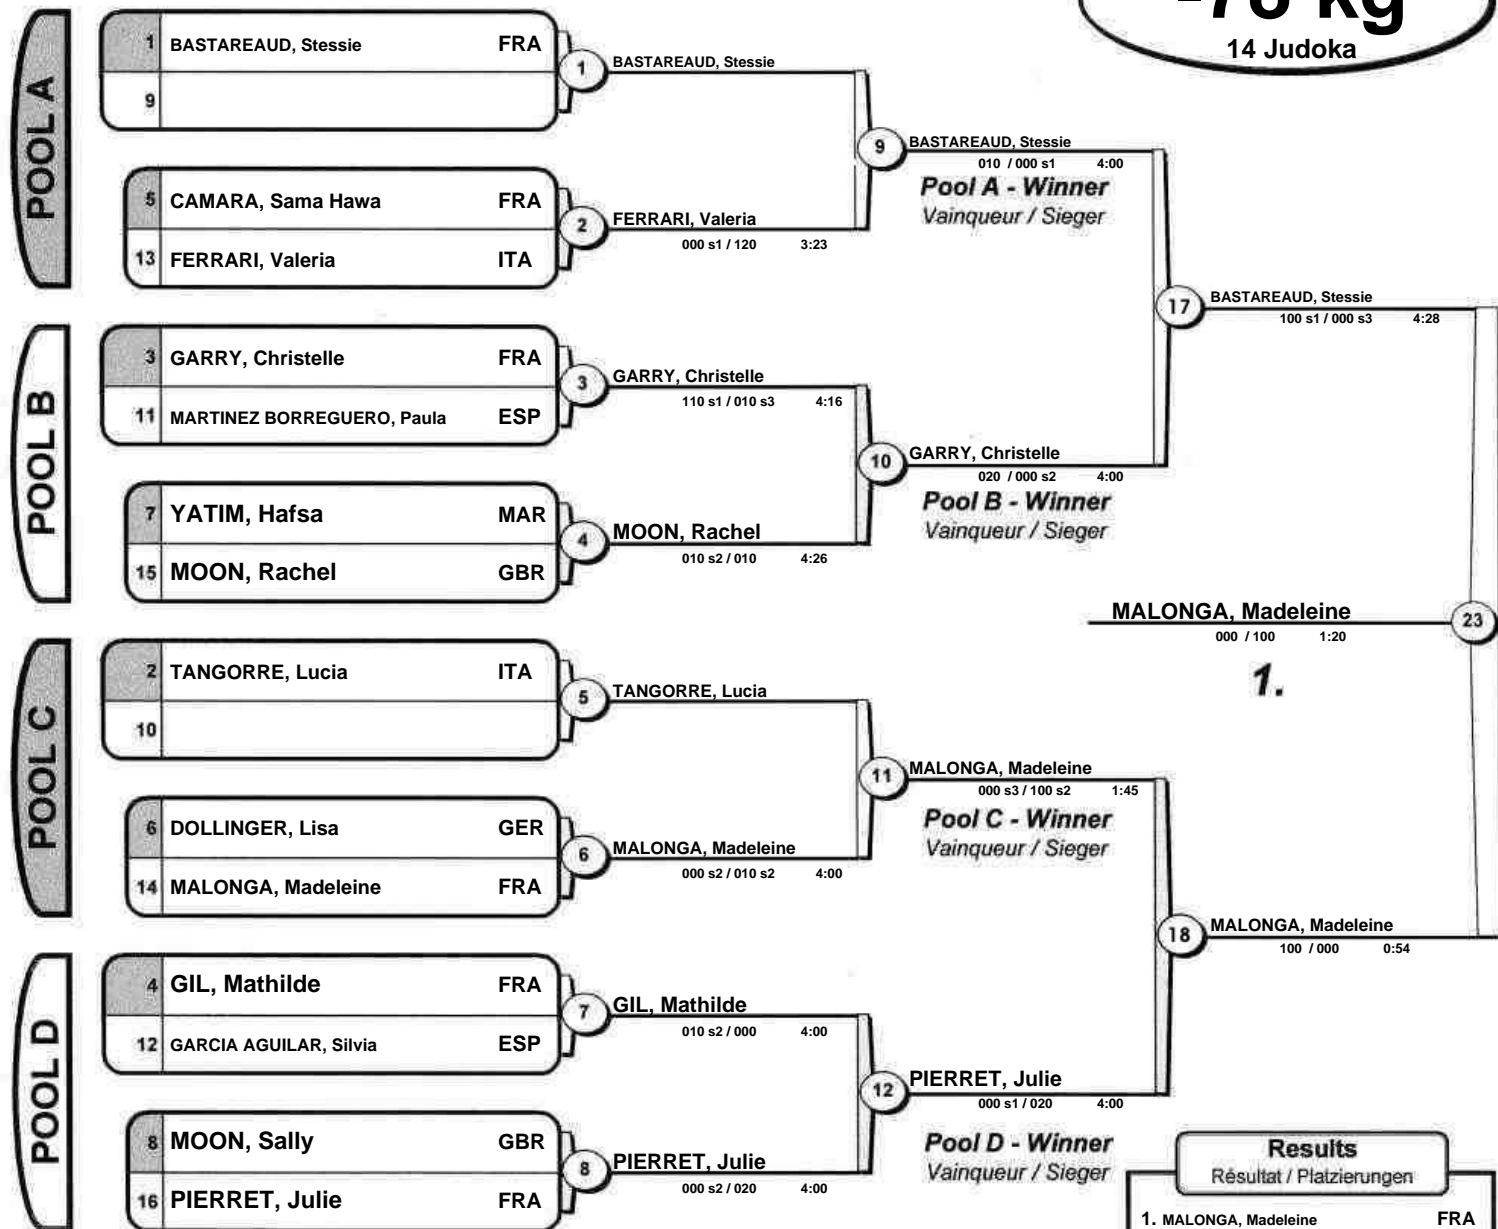 -78 kg
14 Judoka
POOL A
1 BASTAREAUD, Stessie FRA
9
5 CAMARA, Sama Hawa FRA
13 FERRARI, Valeria ITA
1 BASTAREAUD, Stessie
2 FERRARI, Valeria
000 s1 / 120 3:23
9 BASTAREAUD, Stessie
010 / 000 s1 4:00
Pool A - Winner
Vainqueur / Sieger
POOL B
3 GARRY, Christelle FRA
11 MARTINEZ BORREGUERO, Paula ESP
7 YATIM, Hafsa MAR
15 MOON, Rachel GBR
3 GARRY, Christelle
110 s1 / 010 s3 4:16
4 MOON, Rachel
010 s2 / 010 4:26
10 GARRY, Christelle
020 / 000 s2 4:00
Pool B - Winner
Vainqueur / Sieger
17 BASTAREAUD, Stessie
100 s1 / 000 s3 4:28
MALONGA, Madeleine 23
000 / 100 1:20
1.
POOL C
2 TANGORRE, Lucia ITA
10
6 DOLLINGER, Lisa GER
14 MALONGA, Madeleine FRA
5 TANGORRE, Lucia
6 MALONGA, Madeleine
000 s2 / 010 s2 4:00
11 MALONGA, Madeleine
000 s3 / 100 s2 1:45
Pool C - Winner
Vainqueur / Sieger
POOL D
4 GIL, Mathilde FRA
12 GARCIA AGUILAR, Silvia ESP
8 MOON, Sally GBR
16 PIERRET, Julie FRA
7 GIL, Mathilde
010 s2 / 000 4:00
8 PIERRET, Julie
000 s2 / 020 4:00
12 PIERRET, Julie
000 s1 / 020 4:00
Pool D - Winner
Vainqueur / Sieger
18 MALONGA, Madeleine
100 / 000 0:54
Results
Résultat / Platzierungen
1. MALONGA, Madeleine FRA